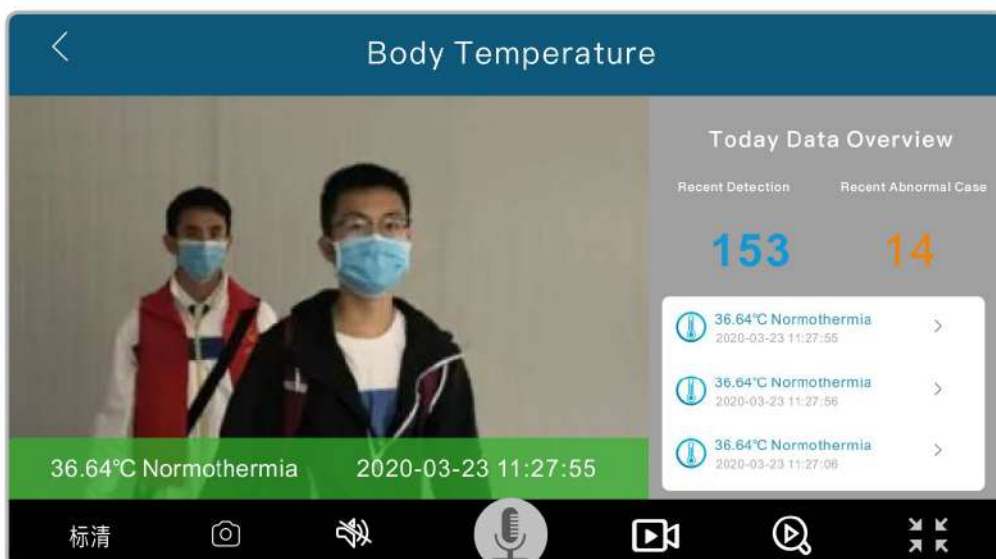 Body Temperature
Today Data Overview
Recent Detection
Recent Abnormal Case
153
14
36.64℃ Normothermia
2020-03-23 11:27:55
36.64℃ Normothermia
2020-03-23 11:27:56
36.64℃ Normothermia
2020-03-23 11:27:06
36.64℃ Normothermia 2020-03-23 11:27:55
标清